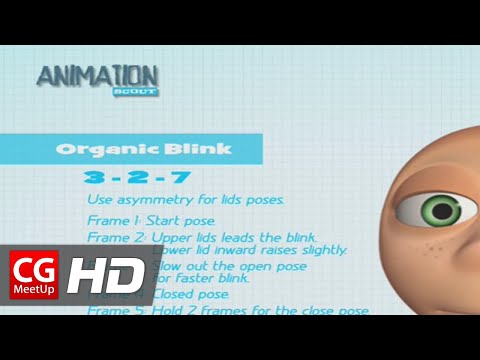 ANIMATION
SCOUT
Organic Blink
3 - 2 - 7
Use asymmetry for lids poses.
Frame 1: Start pose.
Frame 2: Upper lids leads the blink.
Lower lid inward raises slightly.
Slow out the open pose
for faster blink.
Closed pose.
Frame 5: Hold 2 frames for the close pose
CG
MeetUp
HD